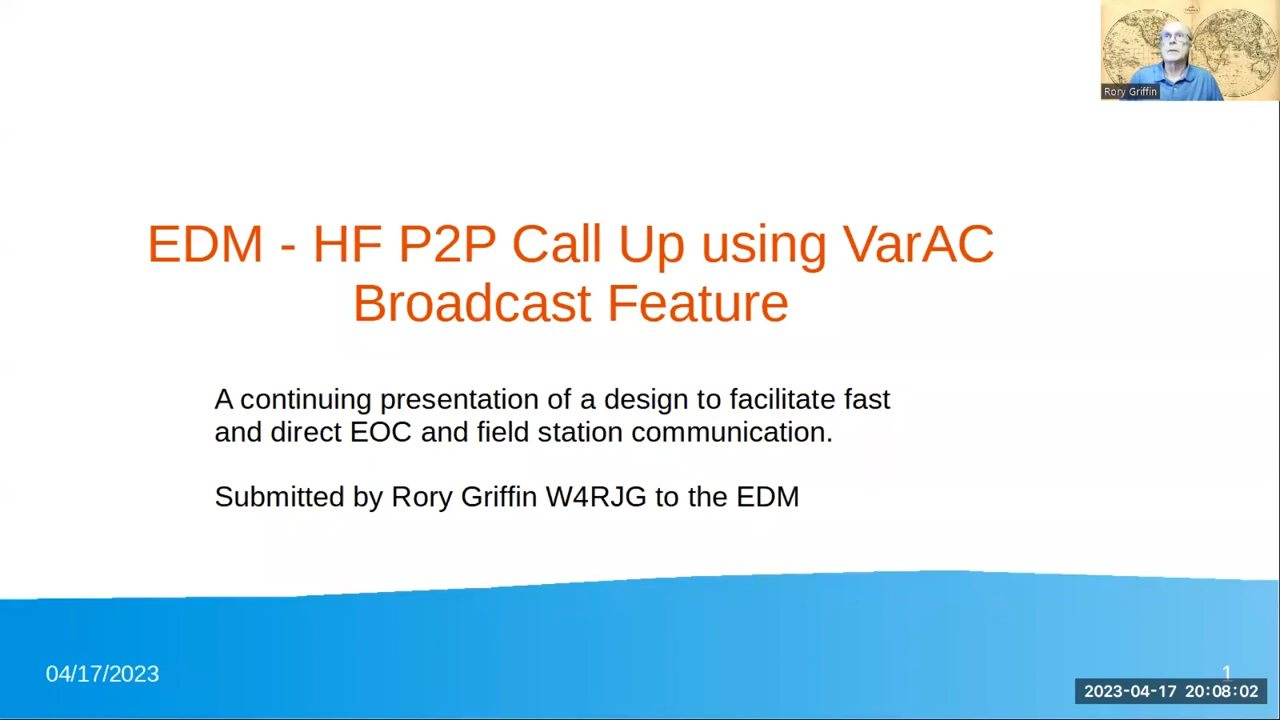 Rory Griffin
EDM - HF P2P Call Up using VarAC
Broadcast Feature
A continuing presentation of a design to facilitate fast
and direct EOC and field station communication.
Submitted by Rory Griffin W4RJG to the EDM
04/17/2023
1
2023-04-17 20:08:02